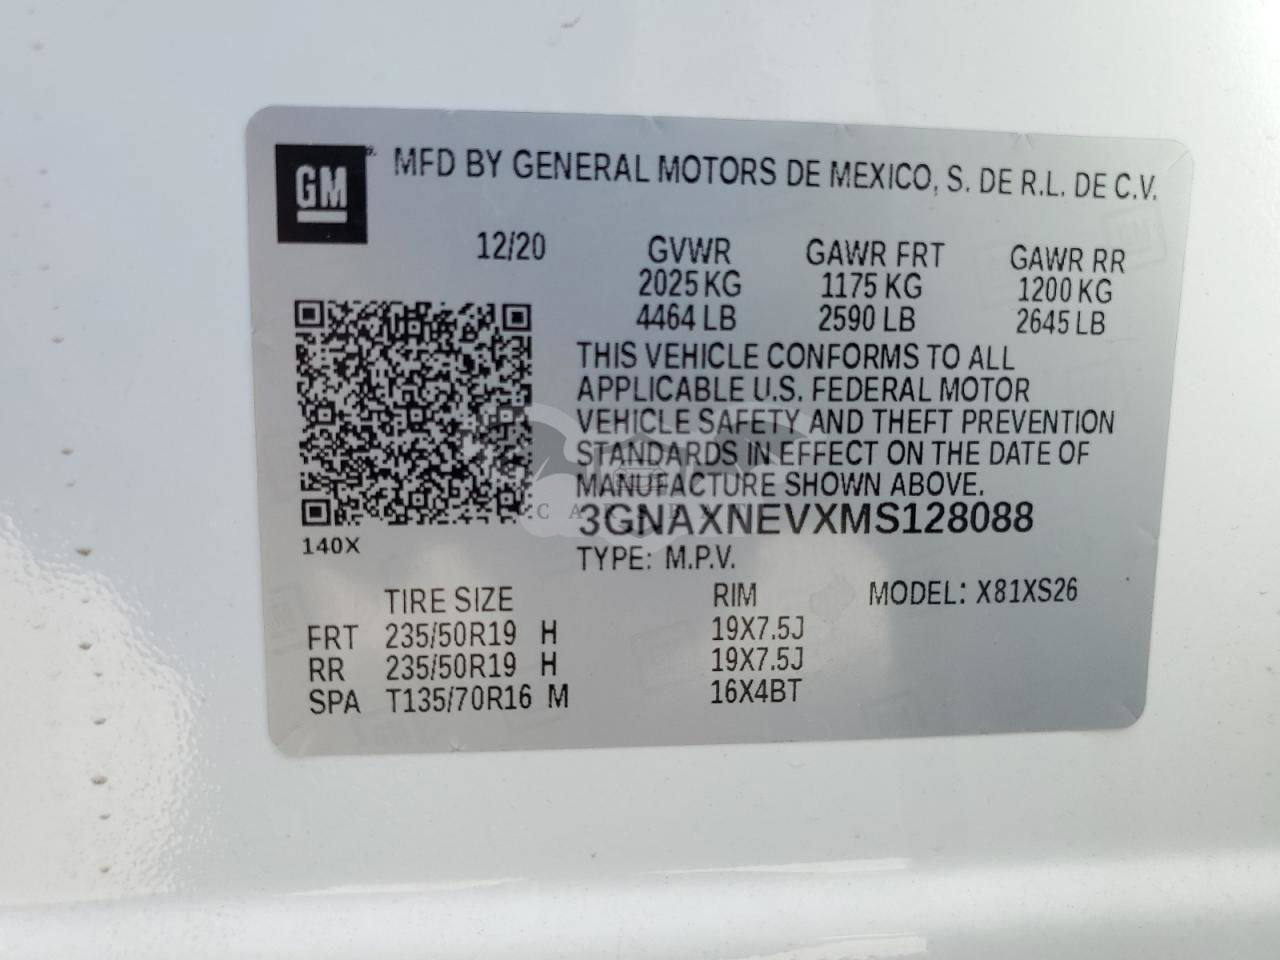 GM
MFD BY GENERAL MOTORS DE MEXICO, S. DE R.L. DE C.V.
12/20 GVWR GAWR FRT GAWR RR
2025 KG 1175 KG 1200 KG
4464 LB 2590 LB 2645 LB
THIS VEHICLE CONFORMS TO ALL
APPLICABLE U.S. FEDERAL MOTOR
VEHICLE SAFETY AND THEFT PREVENTION
STANDARDS IN EFFECT ON THE DATE OF
MANUFACTURE SHOWN ABOVE.
3GNAXNEVXMS128088
140X
TYPE: M.P.V.
TIRE SIZE RIM MODEL: X81XS26
FRT 235/50R19 H 19X7.5J
RR 235/50R19 H 19X7.5J
SPA T135/70R16 M 16X4BT